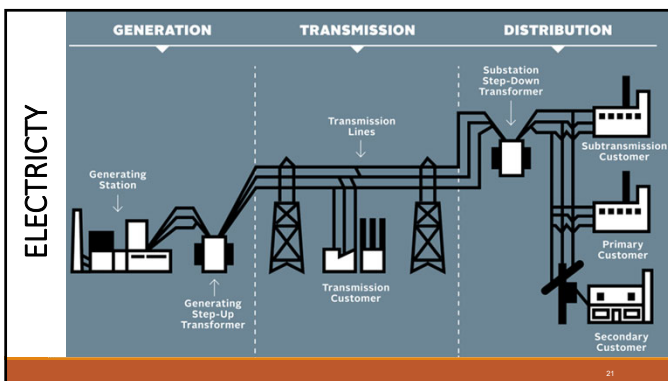 ELECTRICTY
GENERATION
TRANSMISSION
DISTRIBUTION
Generating
Station
Generating
Step-Up
Transformer
Transmission
Lines
Transmission
Customer
Substation
Step-Down
Transformer
Subtransmission
Customer
Primary
Customer
Secondary
Customer
21